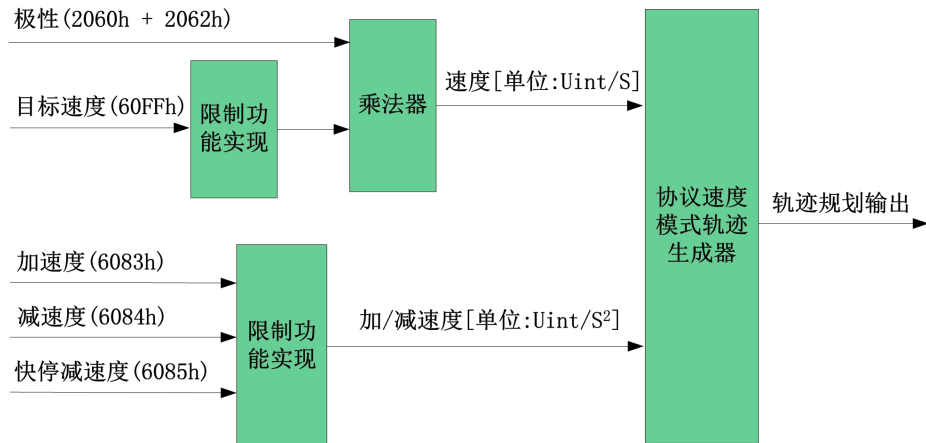 极性(2060h + 2062h)
目标速度(60FFh)
限制功
能实现
乘法器
速度[单位:Uint/S]
协议速度
模式轨迹
生成器
轨迹规划输出
加速度(6083h)
减速度(6084h)
快停减速度(6085h)
限制功
能实现
加/减速度[单位:Uint/S²]